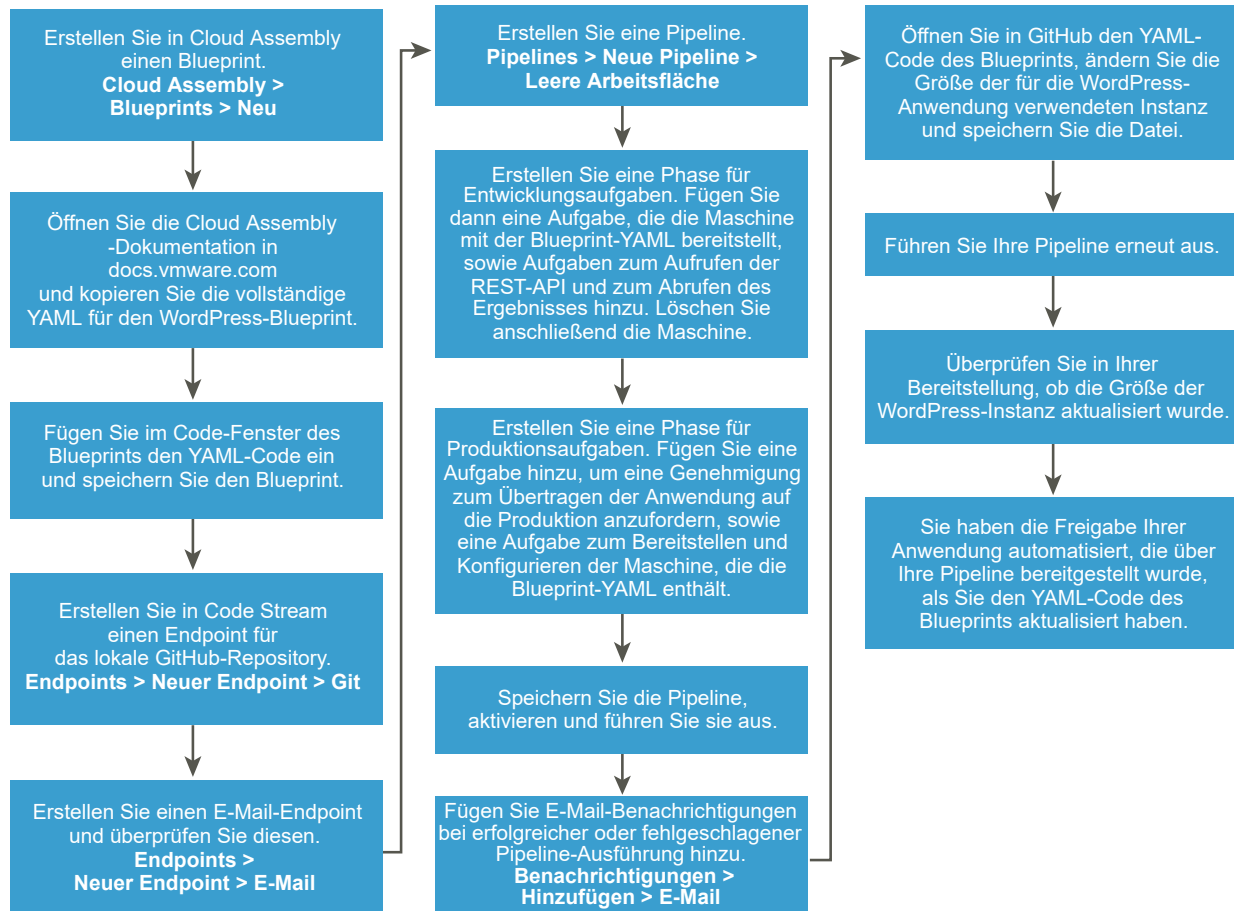 Erstellen Sie in Cloud Assembly
einen Blueprint.
Cloud Assembly >
Blueprints > Neu
Öffnen Sie die Cloud Assembly
-Dokumentation in
docs.vmware.com
und kopieren Sie die vollständige
YAML für den WordPress-Blueprint.
Fügen Sie im Code-Fenster des
Blueprints den YAML-Code ein
und speichern Sie den Blueprint.
Erstellen Sie in Code Stream
einen Endpoint für
das lokale GitHub-Repository.
Endpoints > Neuer Endpoint > Git
Erstellen Sie einen E-Mail-Endpoint
und überprüfen Sie diesen.
Endpoints >
Neuer Endpoint > E-Mail
Erstellen Sie eine Pipeline.
Pipelines > Neue Pipeline >
Leere Arbeitsfläche
Erstellen Sie eine Phase für
Entwicklungsaufgaben. Fügen Sie
dann eine Aufgabe, die die Maschine
mit der Blueprint-YAML bereitstellt,
sowie Aufgaben zum Aufrufen der
REST-API und zum Abrufen des
Ergebnisses hinzu. Löschen Sie
anschließend die Maschine.
Erstellen Sie eine Phase für
Produktionsaufgaben. Fügen Sie eine
Aufgabe hinzu, um eine Genehmigung
zum Übertragen der Anwendung auf
die Produktion anzufordern, sowie
eine Aufgabe zum Bereitstellen und
Konfigurieren der Maschine, die die
Blueprint-YAML enthält.
Speichern Sie die Pipeline,
aktivieren und führen Sie sie aus.
Fügen Sie E-Mail-Benachrichtigungen
bei erfolgreicher oder fehlgeschlagener
Pipeline-Ausführung hinzu.
Benachrichtigungen >
Hinzufügen > E-Mail
Öffnen Sie in GitHub den YAML-
Code des Blueprints, ändern Sie die
Größe der für die WordPress-
Anwendung verwendeten Instanz
und speichern Sie die Datei.
Führen Sie Ihre Pipeline erneut aus.
Überprüfen Sie in Ihrer
Bereitstellung, ob die Größe der
WordPress-Instanz aktualisiert wurde.
Sie haben die Freigabe Ihrer
Anwendung automatisiert, die über
Ihre Pipeline bereitgestellt wurde,
als Sie den YAML-Code des
Blueprints aktualisiert haben.